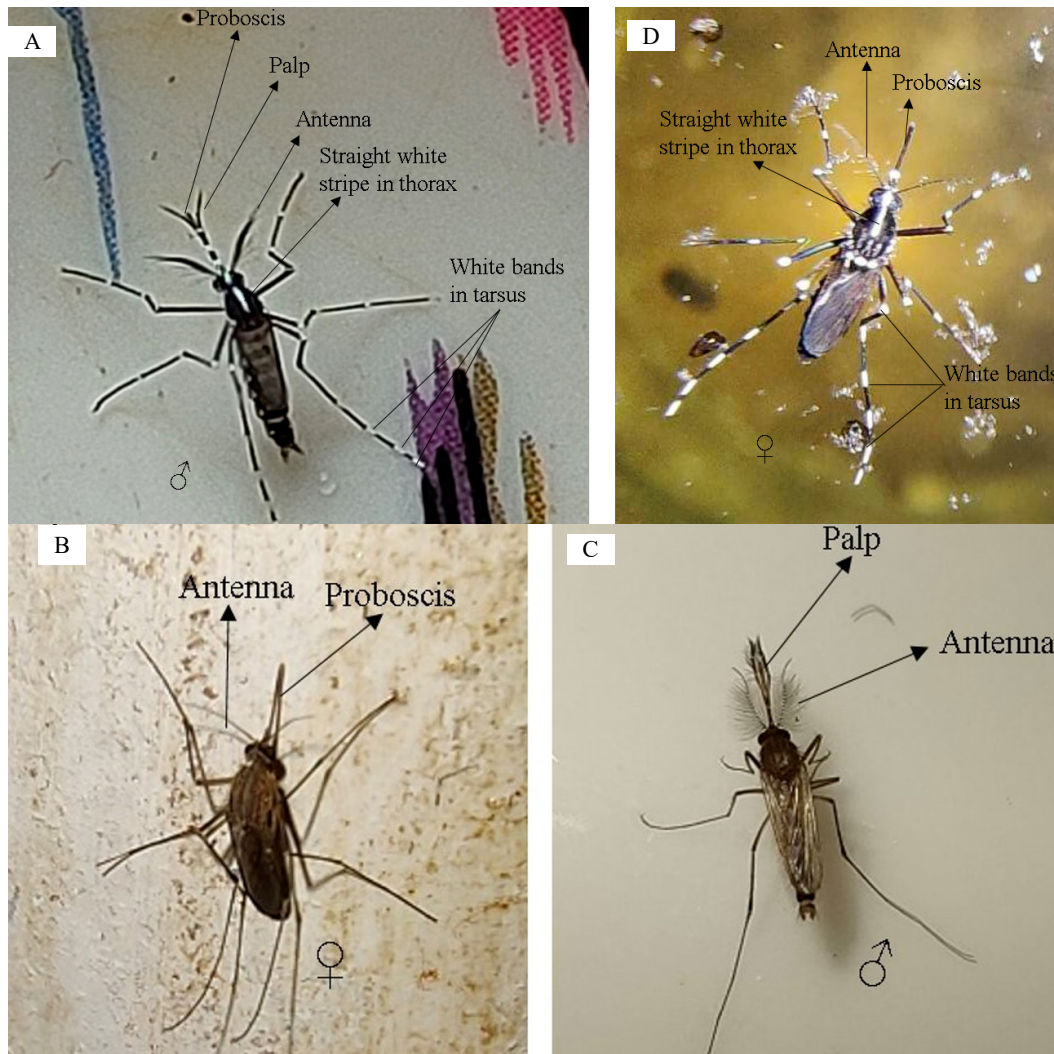 A
Proboscis
Palp
Antenna
Straight white
stripe in thorax
White bands
in tarsus
♂
D
Antenna
Proboscis
Straight white
stripe in thorax
White bands
in tarsus
♀
B
Antenna
Proboscis
♀
C
Palp
Antenna
♂